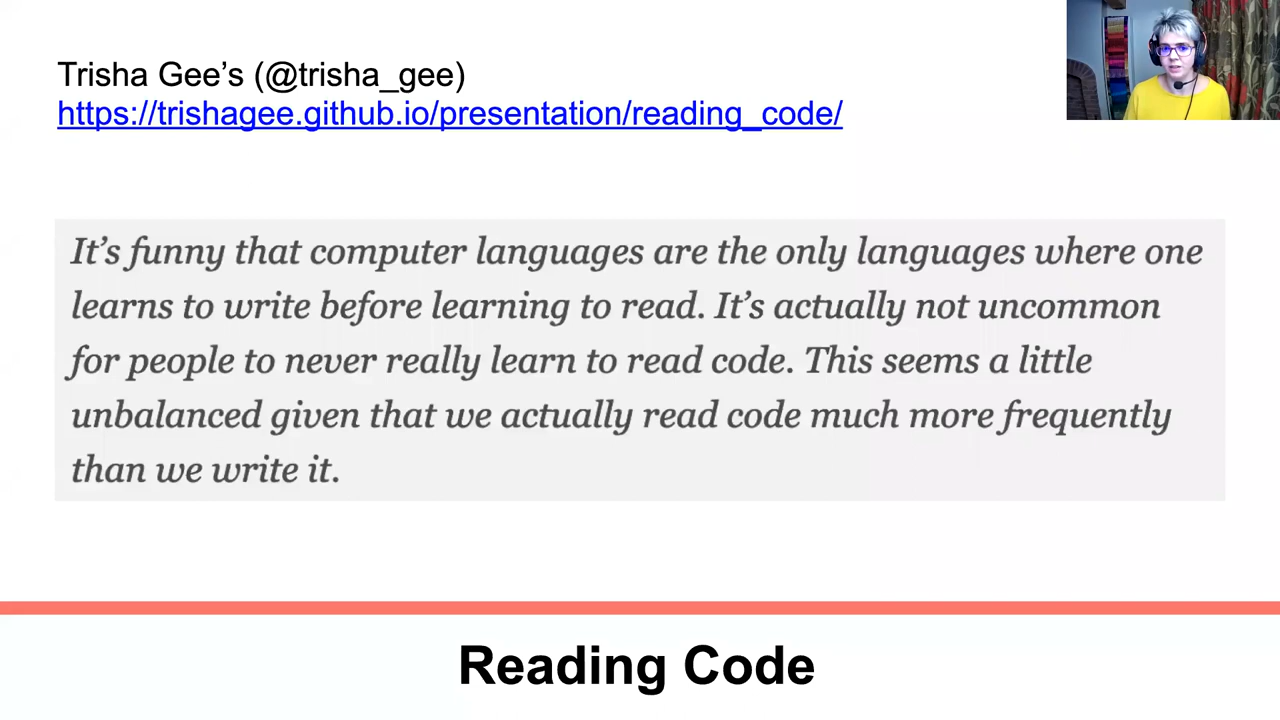 Trisha Gee’s (@trisha_gee)
https://trishagee.github.io/presentation/reading_code/
It’s funny that computer languages are the only languages where one
learns to write before learning to read. It’s actually not uncommon
for people to never really learn to read code. This seems a little
unbalanced given that we actually read code much more frequently
than we write it.
Reading Code